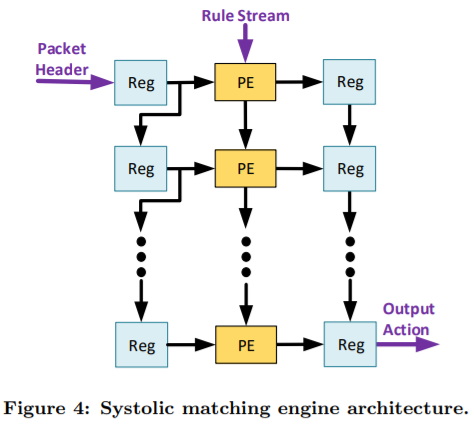 Rule Stream
Packet
Header
Reg
PE
Reg
Reg
PE
Reg
Output
Action
Reg
PE
Reg
Figure 4: Systolic matching engine architecture.